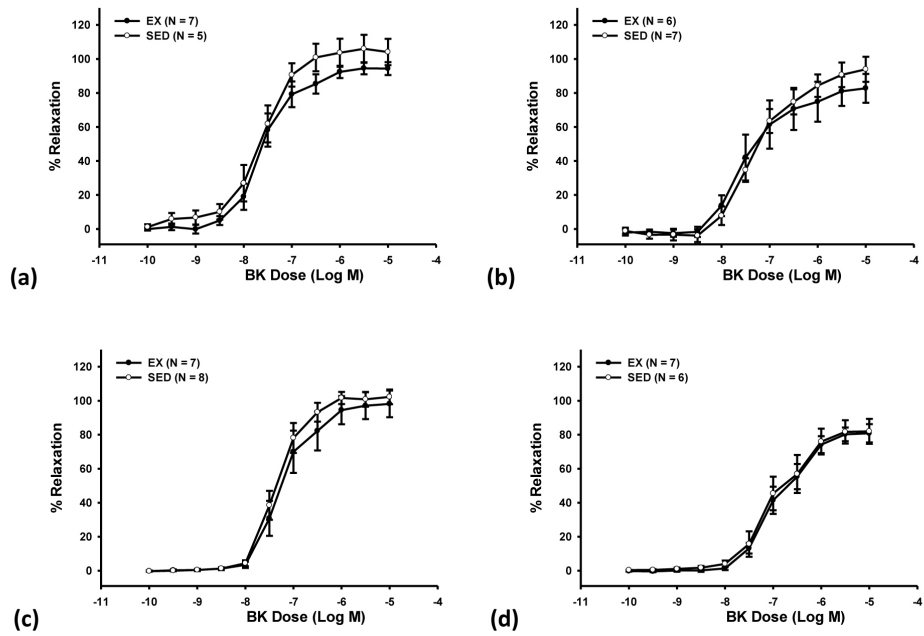 EX (N = 7)
SED (N = 5)
% Relaxation
120
100
80
60
40
20
0
-11 -10 -9 -8 -7 -6 -5 -4
BK Dose (Log M)
(a)
EX (N = 6)
SED (N =7)
% Relaxation
120
100
80
60
40
20
0
-11 -10 -9 -8 -7 -6 -5 -4
BK Dose (Log M)
(b)
EX (N = 7)
SED (N = 8)
% Relaxation
120
100
80
60
40
20
0
-11 -10 -9 -8 -7 -6 -5 -4
BK Dose (Log M)
(c)
EX (N = 7)
SED (N = 6)
% Relaxation
120
100
80
60
40
20
0
-11 -10 -9 -8 -7 -6 -5 -4
BK Dose (Log M)
(d)